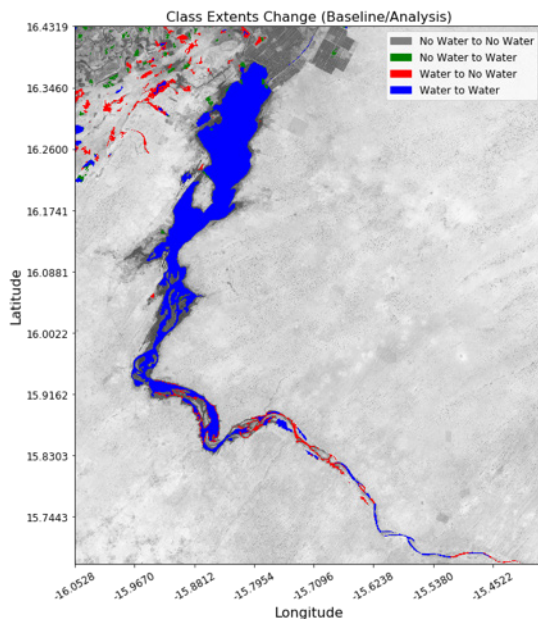 Class Extents Change (Baseline/Analysis)
No Water to No Water
No Water to Water
Water to No Water
Water to Water
Latitude
16.4319
16.3460
16.2600
16.1741
16.0881
16.0022
15.9162
15.8303
15.7443
-16.0528
-15.9670
-15.8812
-15.7954
-15.7096
-15.6238
-15.5380
-15.4522
Longitude